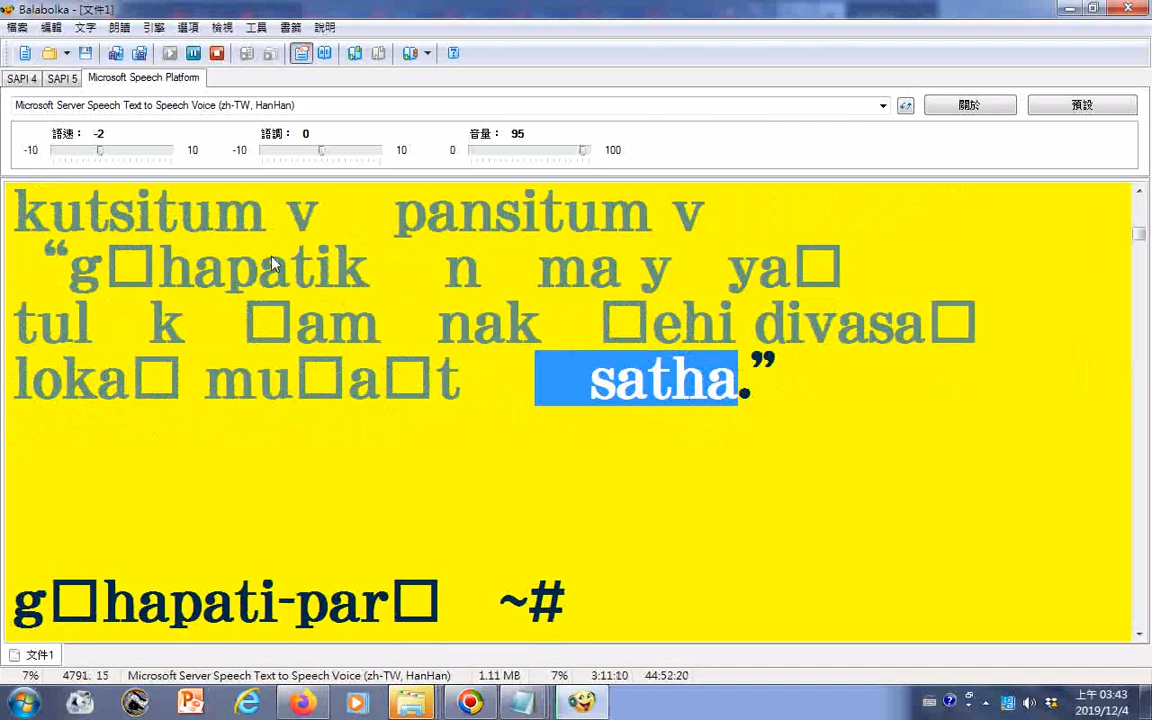 Balabolka - [文件1]
檔案 編輯 文字 朗讀 引擎 選項 檢視 工具 書籤 說明
SAPI 4 SAPI 5 Microsoft Speech Platform
Microsoft Server Speech Text to Speech Voice (zh-TW, HanHan) 關於 預設
語速： -2 語調： 0 音量： 95
-10 10 -10 10 0 100
kutsitum v pansitum v
“g□hapatik n ma y ya□
tul k □am nak □ehi divasa□
loka□ mu□a□t satha.”
g□hapati-par□ ~#
文件1
7% 4791. 15 Microsoft Server Speech Text to Speech Voice (zh-TW, HanHan) 1.11 MB 7% 3:11:10 44:52:20
上午 03:43
2019/12/4